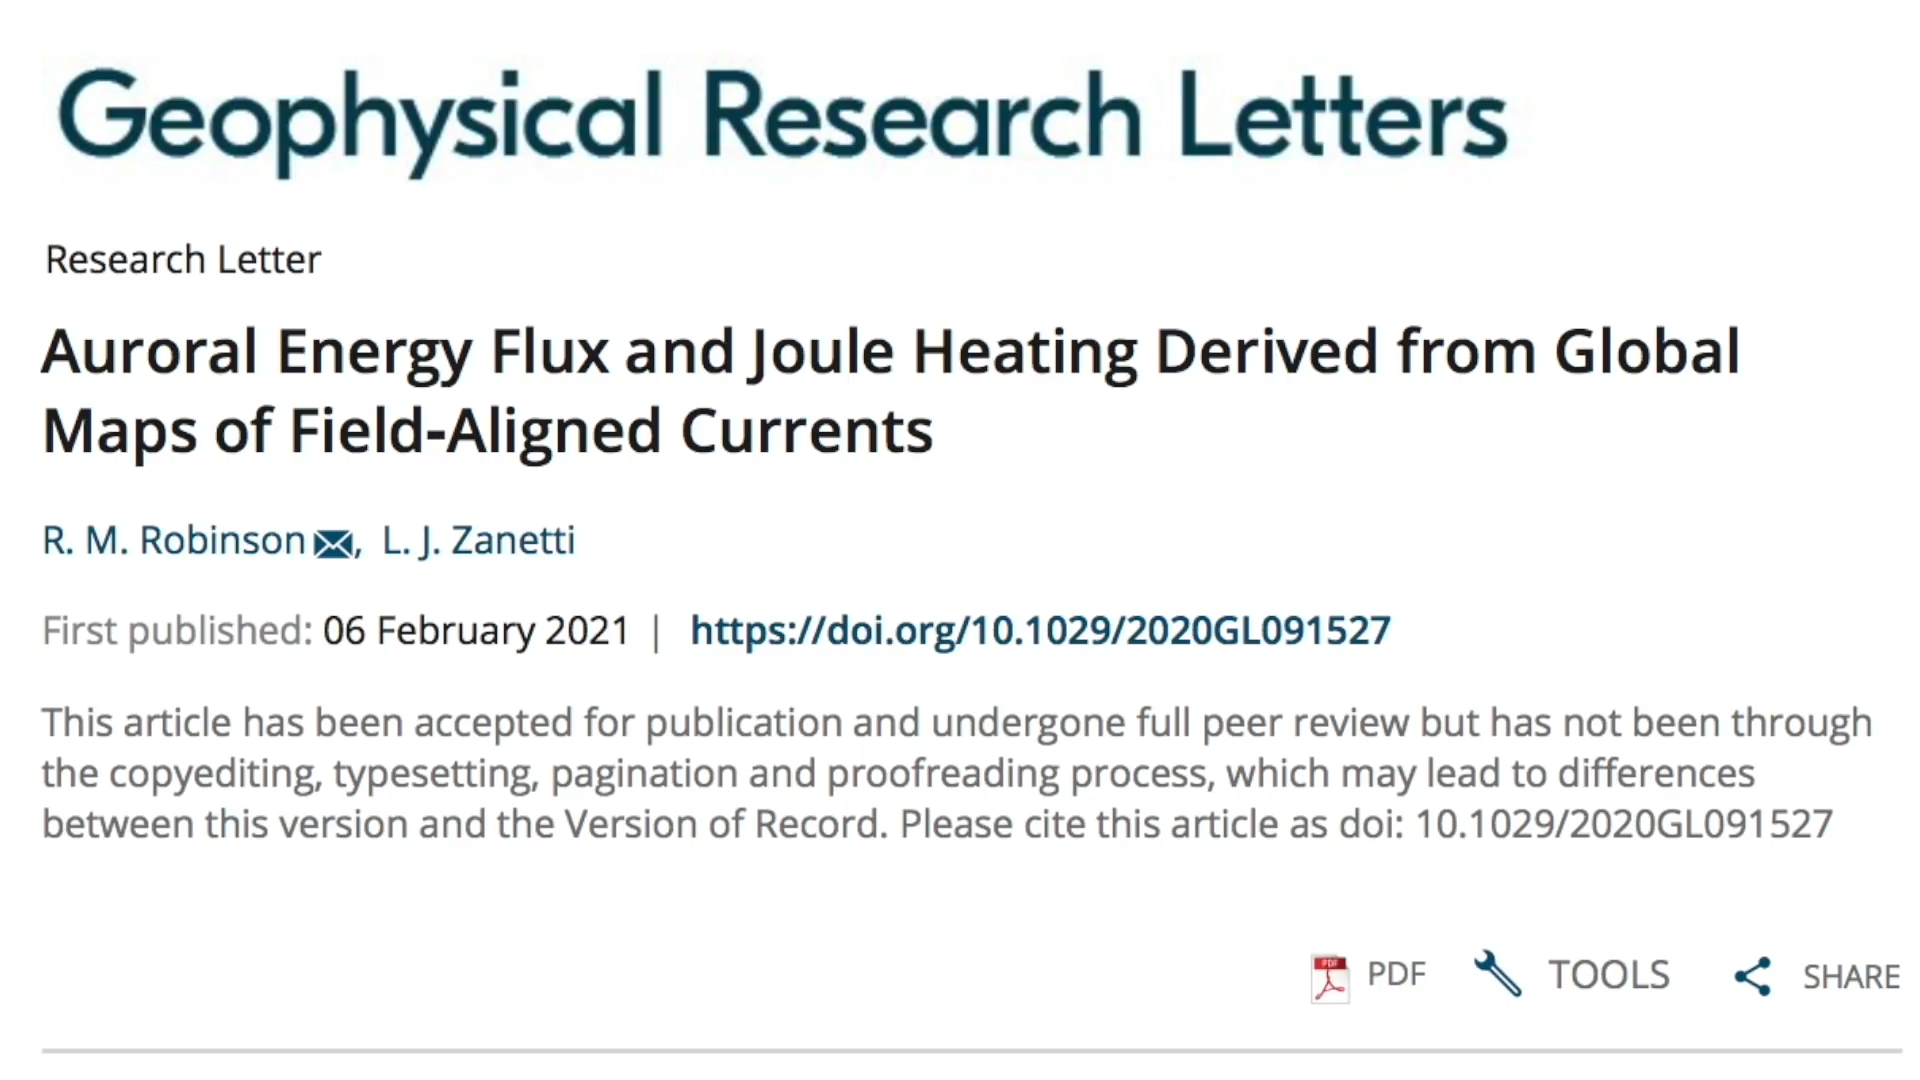 Geophysical Research Letters
Research Letter
Auroral Energy Flux and Joule Heating Derived from Global
Maps of Field-Aligned Currents
R. M. Robinson, L. J. Zanetti
First published: 06 February 2021 | https://doi.org/10.1029/2020GL091527
This article has been accepted for publication and undergone full peer review but has not been through
the copyediting, typesetting, pagination and proofreading process, which may lead to differences
between this version and the Version of Record. Please cite this article as doi: 10.1029/2020GL091527
PDF PDF TOOLS SHARE